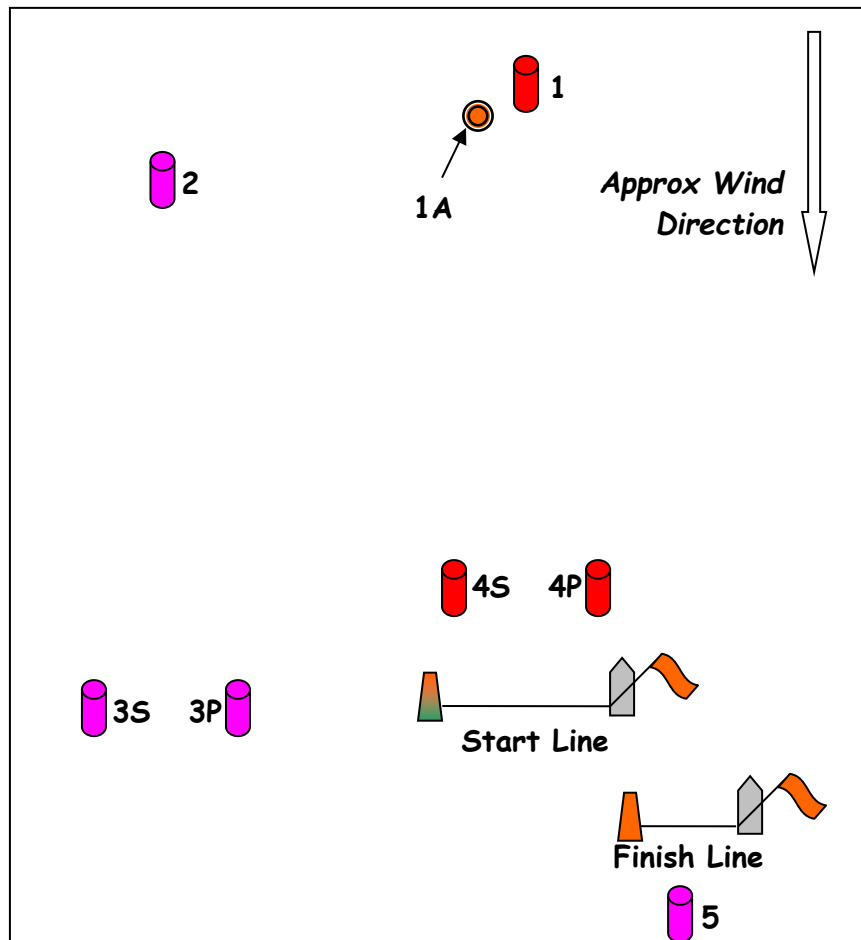 1
1A
2
Approx Wind
Direction
4S
4P
3S
3P
Start Line
Finish Line
5